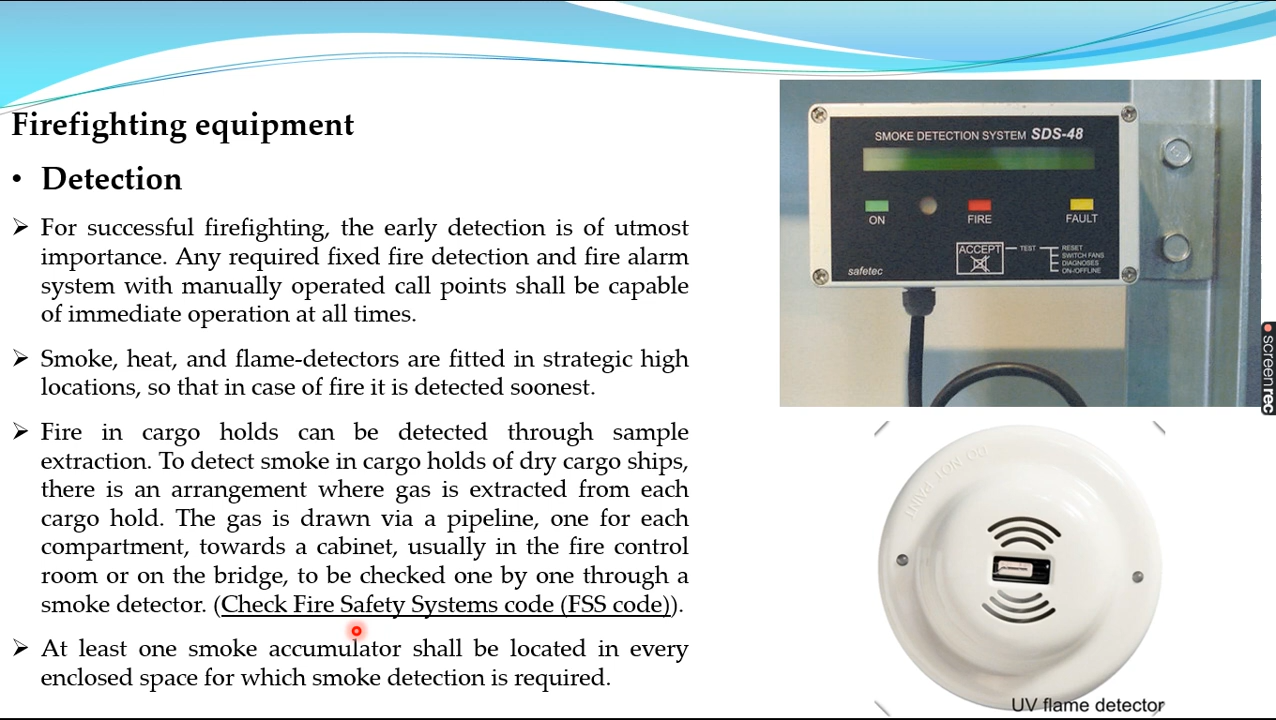 Firefighting equipment
• Detection
➢ For successful firefighting, the early detection is of utmost
importance. Any required fixed fire detection and fire alarm
system with manually operated call points shall be capable
of immediate operation at all times.
➢ Smoke, heat, and flame-detectors are fitted in strategic high
locations, so that in case of fire it is detected soonest.
➢ Fire in cargo holds can be detected through sample
extraction. To detect smoke in cargo holds of dry cargo ships,
there is an arrangement where gas is extracted from each
cargo hold. The gas is drawn via a pipeline, one for each
compartment, towards a cabinet, usually in the fire control
room or on the bridge, to be checked one by one through a
smoke detector. (Check Fire Safety Systems code (FSS code)).
➢ At least one smoke accumulator shall be located in every
enclosed space for which smoke detection is required.
SMOKE DETECTION SYSTEM SDS-48
ON
FIRE
FAULT
ACCEPT
TEST
RESET
SWITCH FANS
DIAGNOSES
ON-/OFFLINE
safetec
DO NOT PAINT
UV flame detector
screenrec